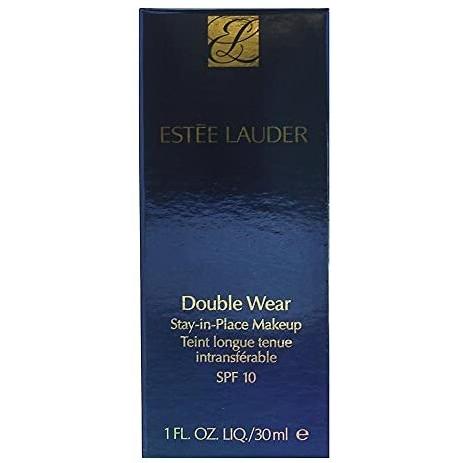 ESTĒE LAUDER
Double Wear
Stay-in-Place Makeup
Teint longue tenue
intransférable
SPF 10
1 FL. OZ. LIQ./30ml ℮